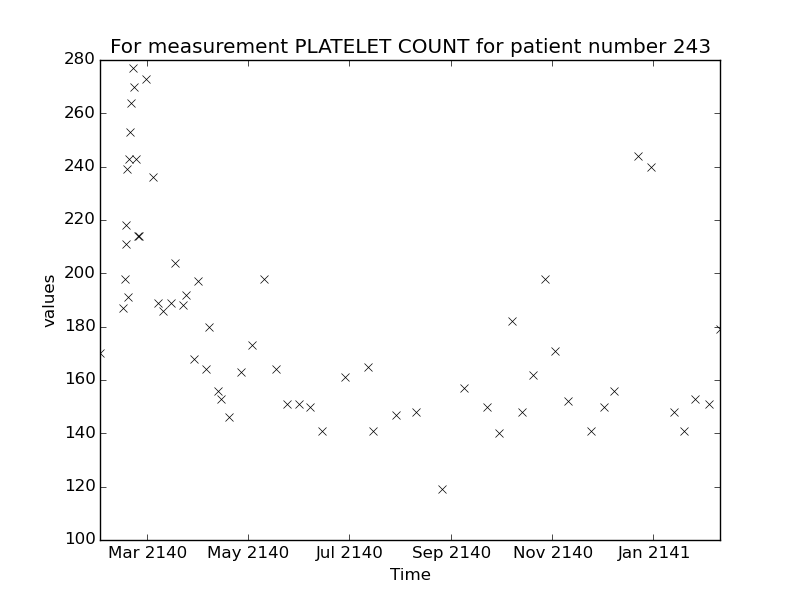 For measurement PLATELET COUNT for patient number 243
280
260
240
220
200
180
160
140
120
100
values
Mar 2140 May 2140 Jul 2140 Sep 2140 Nov 2140 Jan 2141
Time